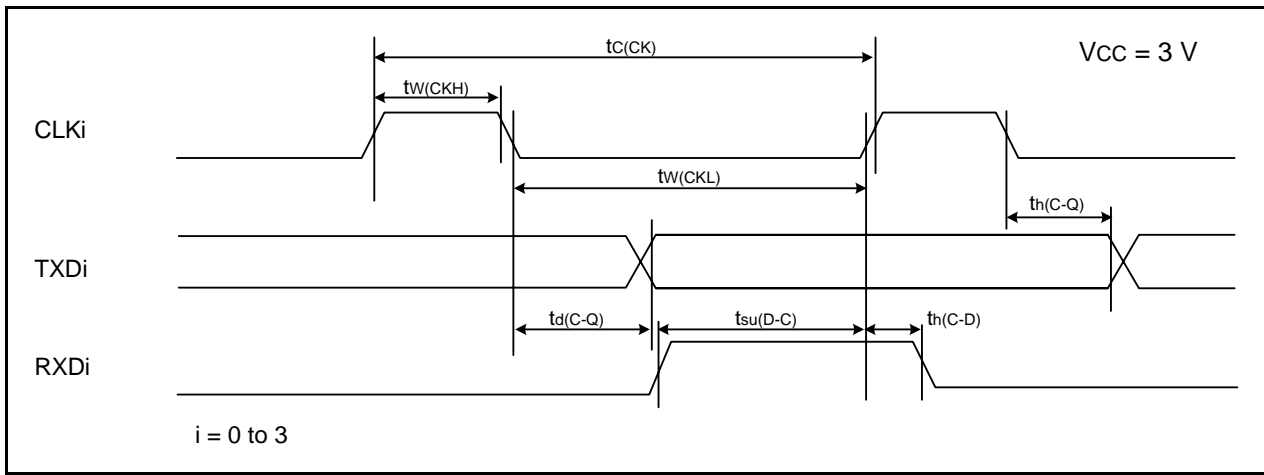 tC(CK)
VCC = 3 V
tW(CKH)
CLKi
tW(CKL)
th(C-Q)
TXDi
td(C-Q)
tsu(D-C)
th(C-D)
RXDi
i = 0 to 3